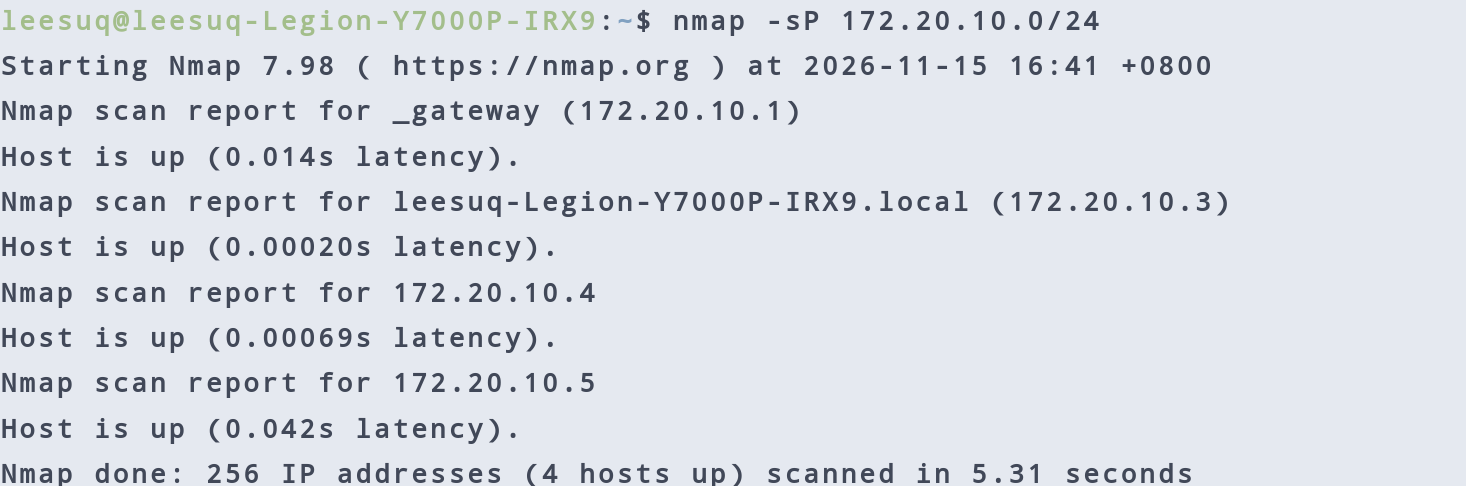 leesuq@leesuq-Legion-Y7000P-IRX9:~$ nmap -sP 172.20.10.0/24
Starting Nmap 7.98 ( https://nmap.org ) at 2026-11-15 16:41 +0800
Nmap scan report for _gateway (172.20.10.1)
Host is up (0.014s latency).
Nmap scan report for leesuq-Legion-Y7000P-IRX9.local (172.20.10.3)
Host is up (0.00020s latency).
Nmap scan report for 172.20.10.4
Host is up (0.00069s latency).
Nmap scan report for 172.20.10.5
Host is up (0.042s latency).
Nmap done: 256 IP addresses (4 hosts up) scanned in 5.31 seconds